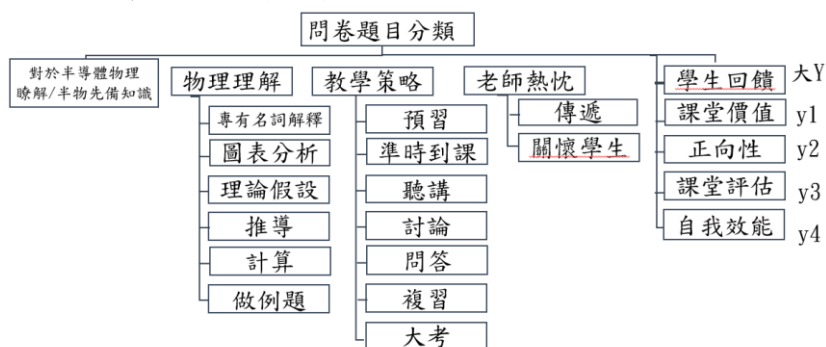 問卷題目分類
對於半導體物理
瞭解/半物先備知識
物理理解
專有名詞解釋
圖表分析
理論假設
推導
計算
做例題
教學策略
預習
準時到課
聽講
討論
問答
複習
大考
老師熱忱
傳遞
關懷學生
學生回饋 大Y
課堂價值 y1
正向性 y2
課堂評估 y3
自我效能 y4